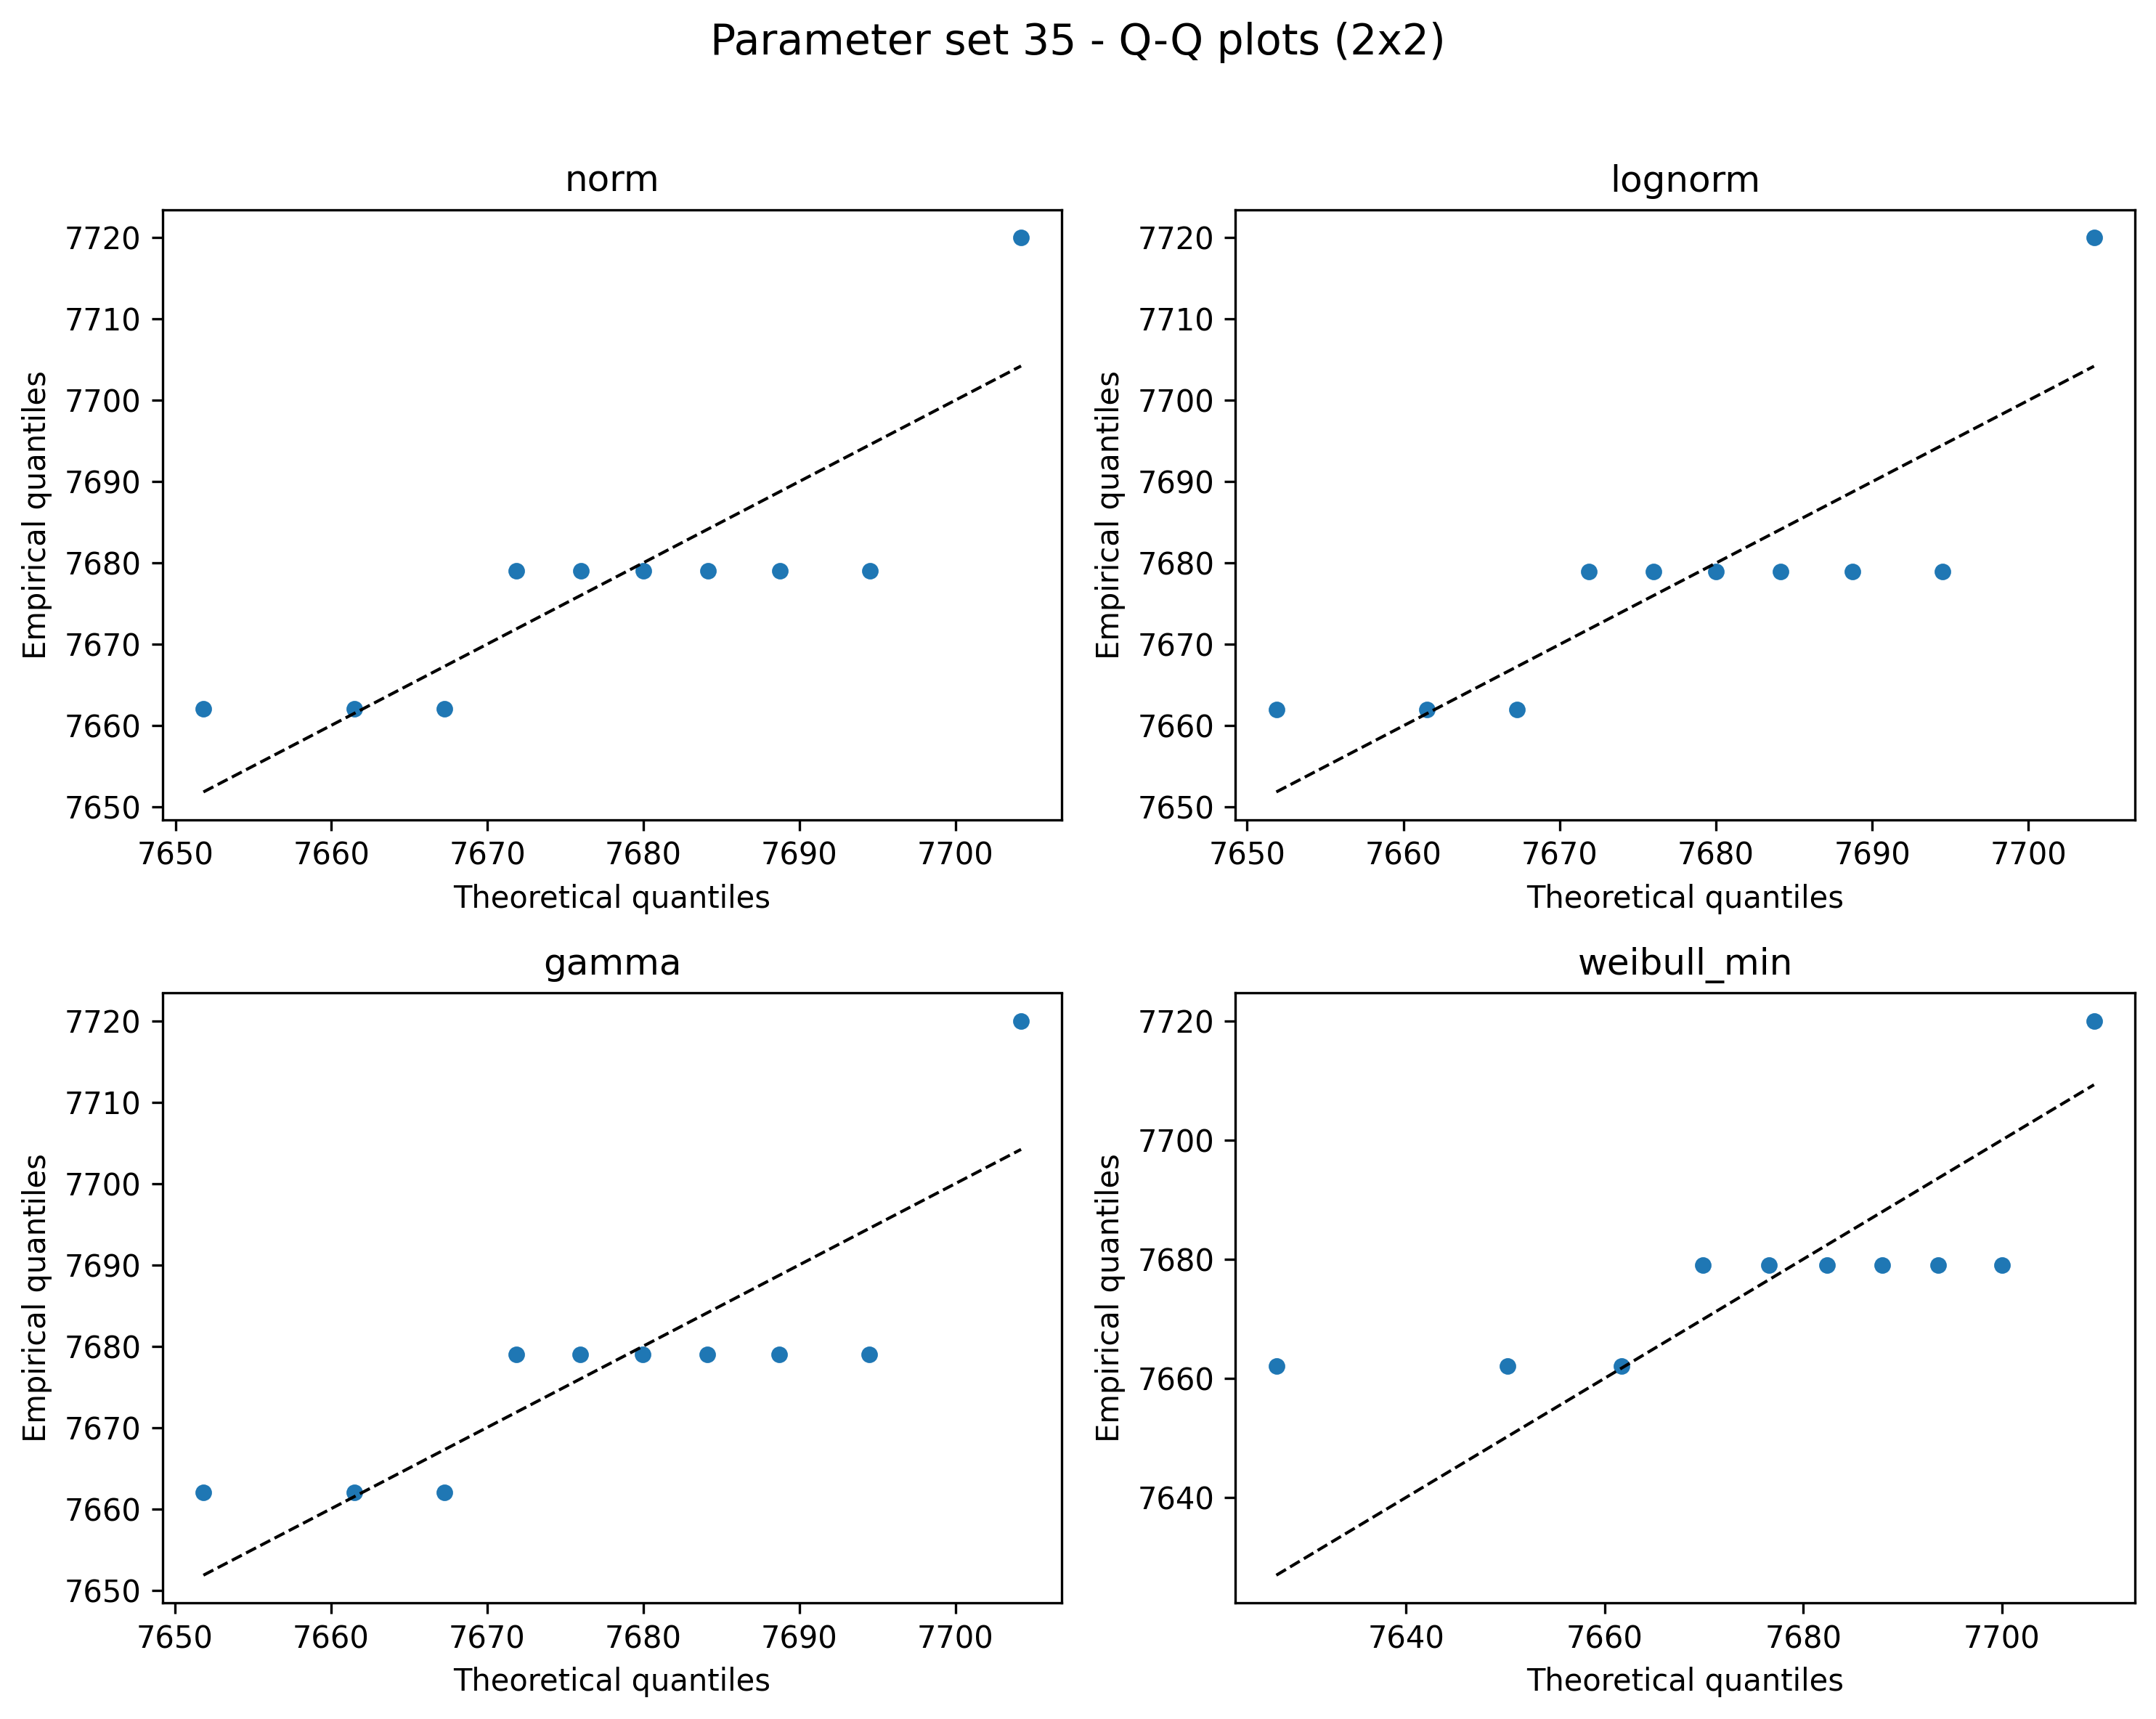 Parameter set 35 - Q-Q plots (2x2)
norm
7720
7710
7700
7690
7680
7670
7660
7650
Empirical quantiles
7650 7660 7670 7680 7690 7700
Theoretical quantiles
lognorm
7720
7710
7700
7690
7680
7670
7660
7650
Empirical quantiles
7650 7660 7670 7680 7690 7700
Theoretical quantiles
gamma
7720
7710
7700
7690
7680
7670
7660
7650
Empirical quantiles
7650 7660 7670 7680 7690 7700
Theoretical quantiles
weibull_min
7720
7700
7680
7660
7640
Empirical quantiles
7640 7660 7680 7700
Theoretical quantiles